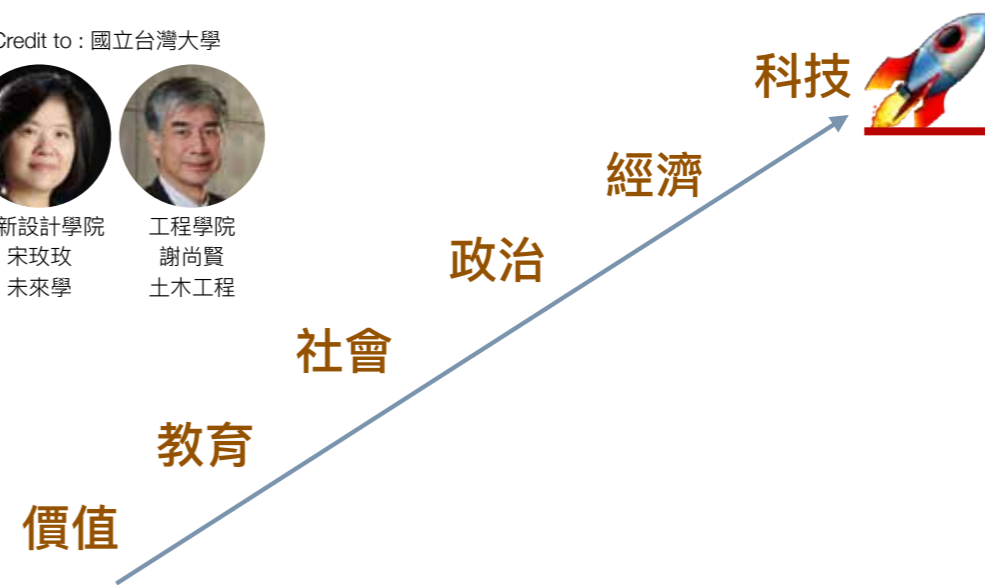 Credit to : 國立台灣大學
新設計學院
宋玫玫
未來學
工程學院
謝尚賢
土木工程
科技
經濟
政治
社會
教育
價值